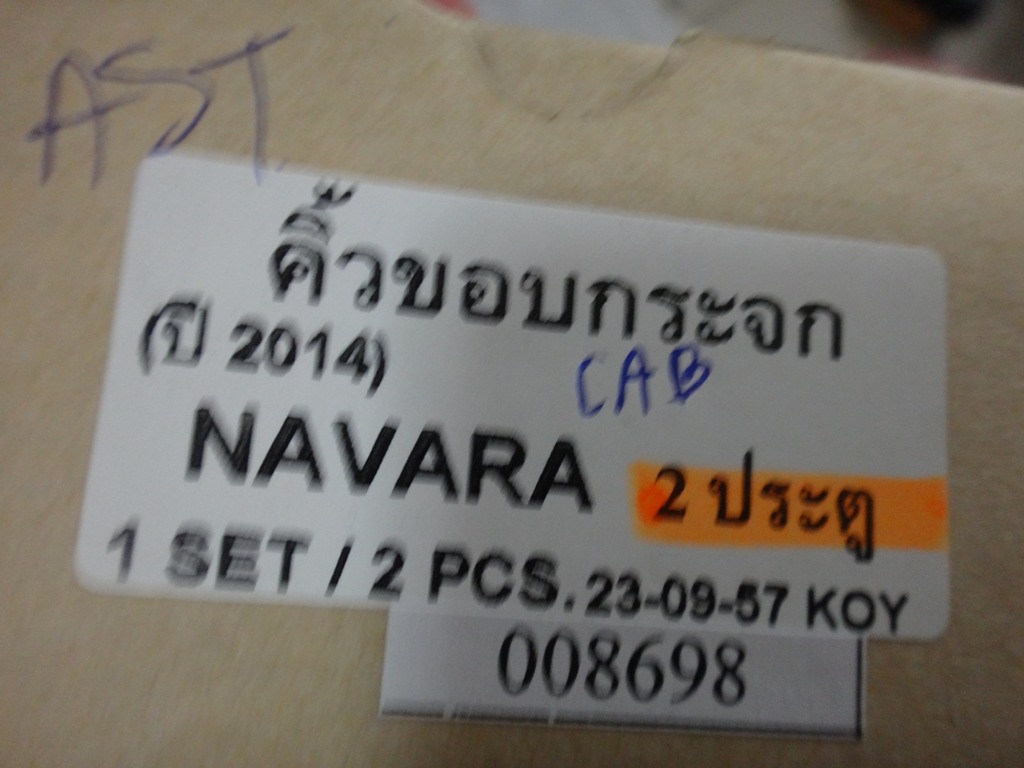 AST
คิ้วขอบกระจก
(ปี 2014)
CAB
NAVARA 2 ประตู
1 SET / 2 PCS. 23-09-57 KOY
008698